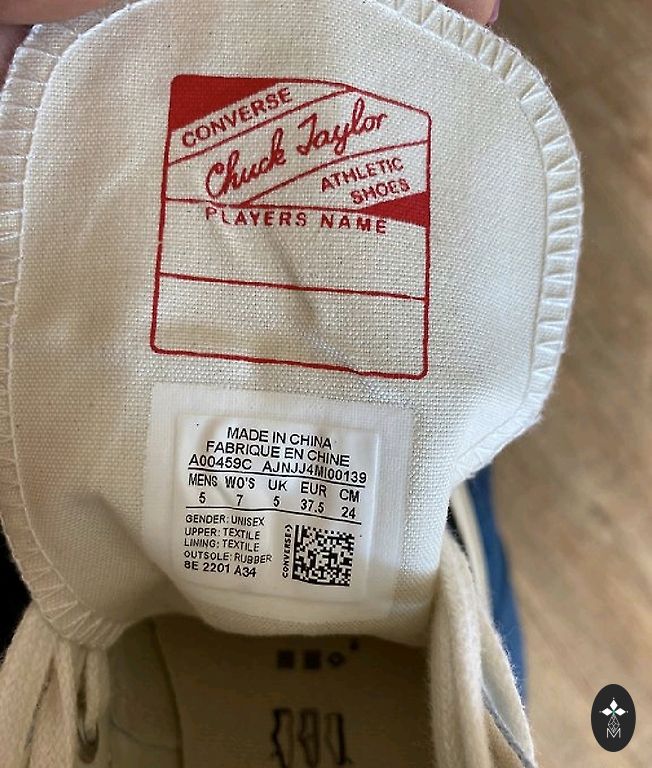 CONVERSE
Chuck Taylor
ATHLETIC
SHOES
PLAYERS NAME
MADE IN CHINA
FABRIQUE EN CHINE
A00459C AJNJJ4MI00139
MENS WO'S UK EUR CM
5 7 5 37.5 24
GENDER: UNISEX
UPPER: TEXTILE
LINING: TEXTILE
OUTSOLE: RUBBER
8E 2201 A34
CONVERSE
M